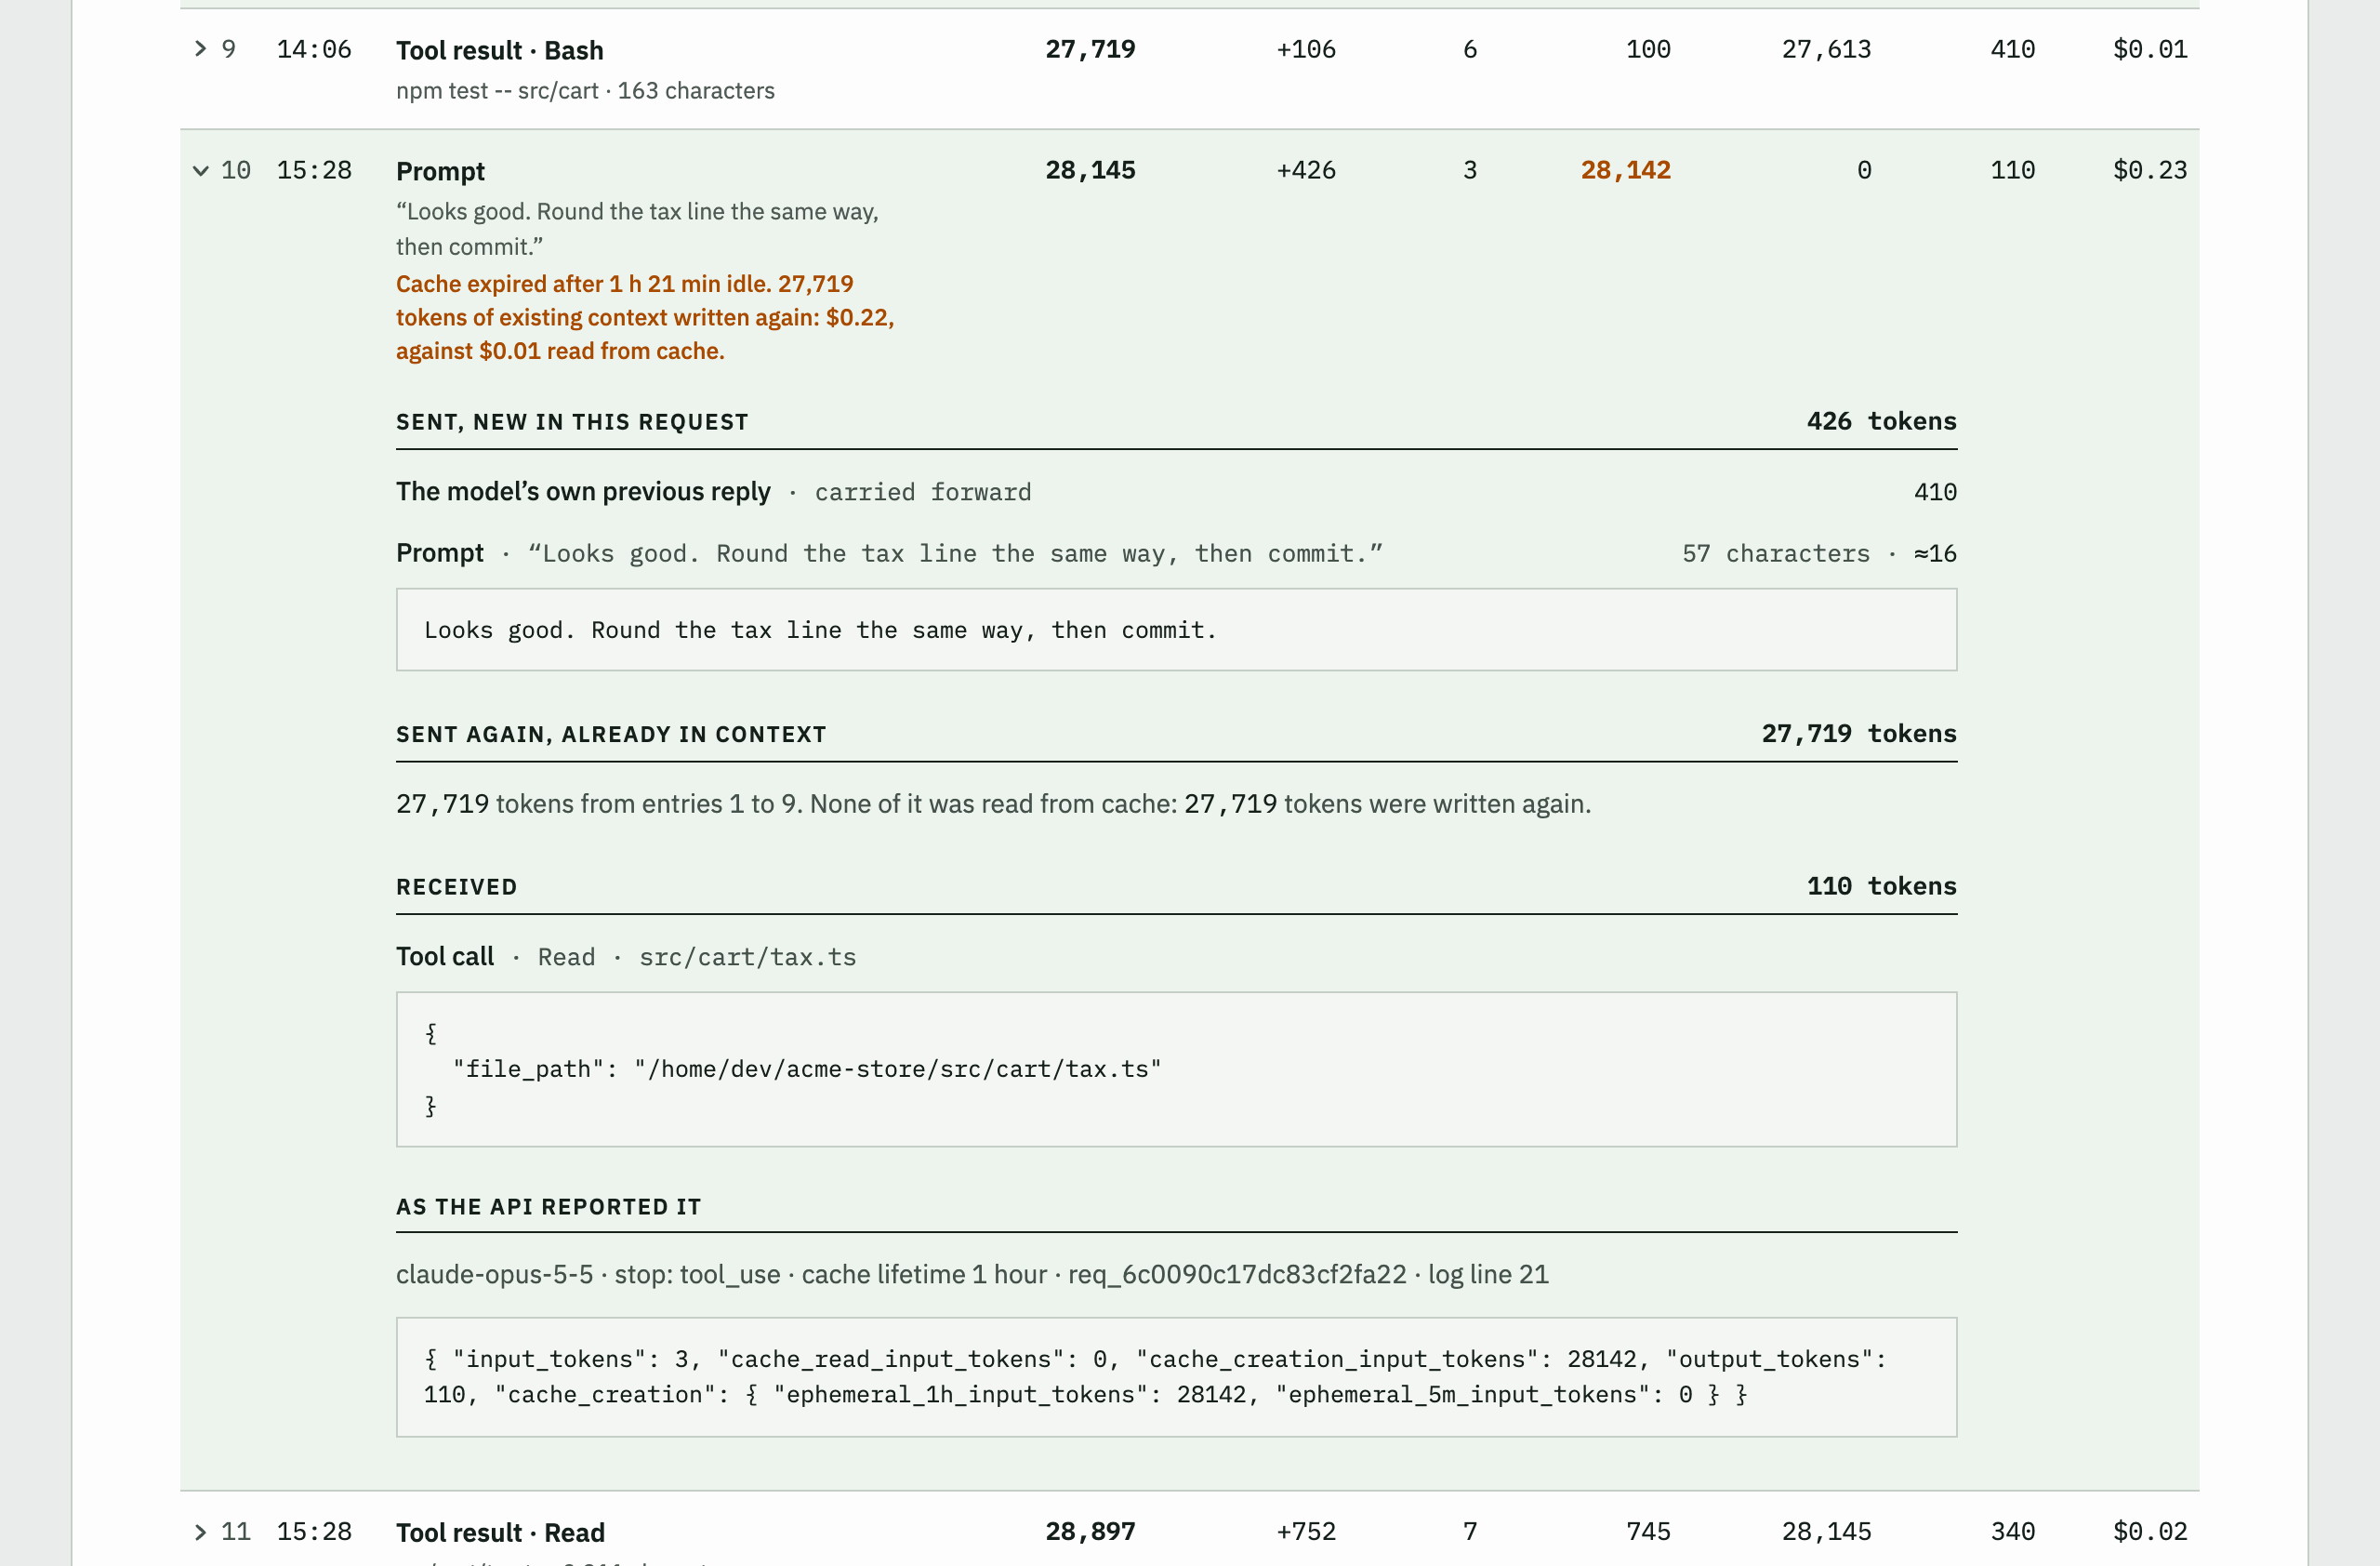 9 14:06 Tool result · Bash 27,719 +106 6 100 27,613 410 $0.01
npm test -- src/cart · 163 characters
10 15:28 Prompt 28,145 +426 3 28,142 0 110 $0.23
“Looks good. Round the tax line the same way,
then commit.”
Cache expired after 1 h 21 min idle. 27,719
tokens of existing context written again: $0.22,
against $0.01 read from cache.
SENT, NEW IN THIS REQUEST 426 tokens
The model’s own previous reply · carried forward 410
Prompt · “Looks good. Round the tax line the same way, then commit.” 57 characters · ≈16
Looks good. Round the tax line the same way, then commit.
SENT AGAIN, ALREADY IN CONTEXT 27,719 tokens
27,719 tokens from entries 1 to 9. None of it was read from cache: 27,719 tokens were written again.
RECEIVED 110 tokens
Tool call · Read · src/cart/tax.ts
{
"file_path": "/home/dev/acme-store/src/cart/tax.ts"
}
AS THE API REPORTED IT
claude-opus-5-5 · stop: tool_use · cache lifetime 1 hour · req_6c0090c17dc83cf2fa22 · log line 21
{ "input_tokens": 3, "cache_read_input_tokens": 0, "cache_creation_input_tokens": 28142, "output_tokens":
110, "cache_creation": { "ephemeral_1h_input_tokens": 28142, "ephemeral_5m_input_tokens": 0 } }
11 15:28 Tool result · Read 28,897 +752 7 745 28,145 340 $0.02